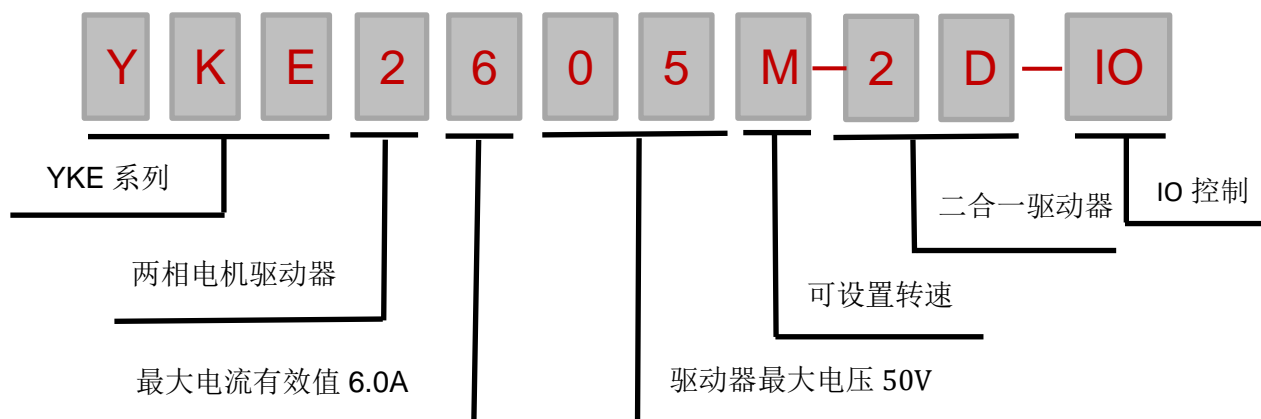 YKE2605M-2D-IO
YKE 系列
二合一驱动器
IO 控制
两相电机驱动器
可设置转速
最大电流有效值 6.0A
驱动器最大电压 50V